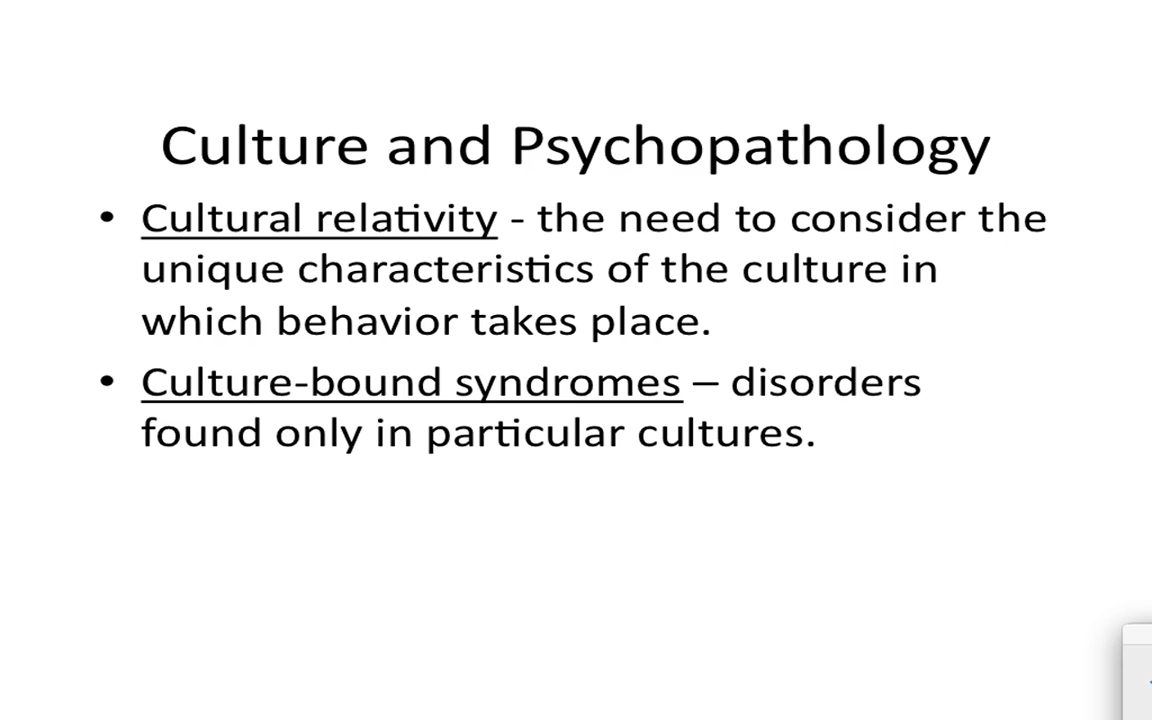 Culture and Psychopathology
• Cultural relativity - the need to consider the
unique characteristics of the culture in
which behavior takes place.
• Culture-bound syndromes – disorders
found only in particular cultures.